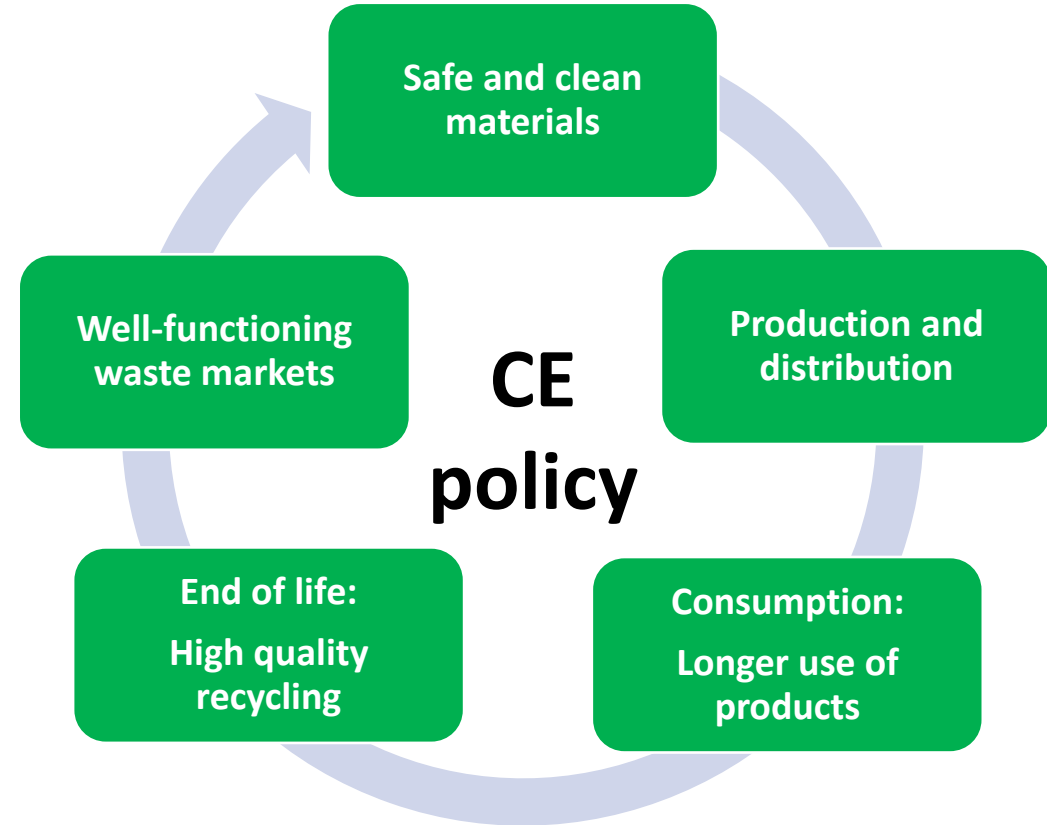 Safe and clean
materials
Production and
distribution
Consumption:
Longer use of
products
End of life:
High quality
recycling
Well-functioning
waste markets
CE
policy